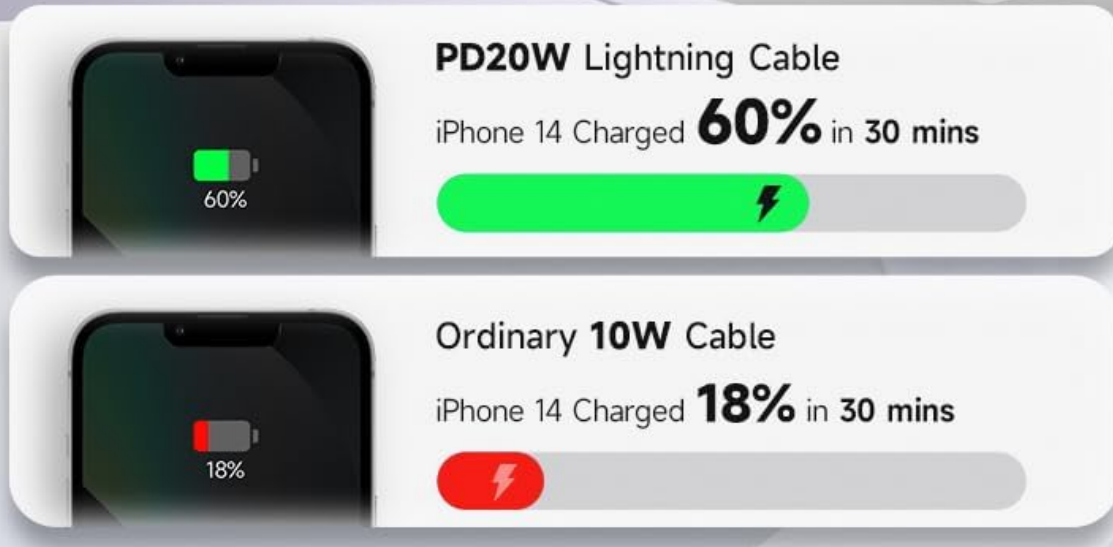 PD20W Lightning Cable
iPhone 14 Charged 60% in 30 mins
60%
Ordinary 10W Cable
iPhone 14 Charged 18% in 30 mins
18%